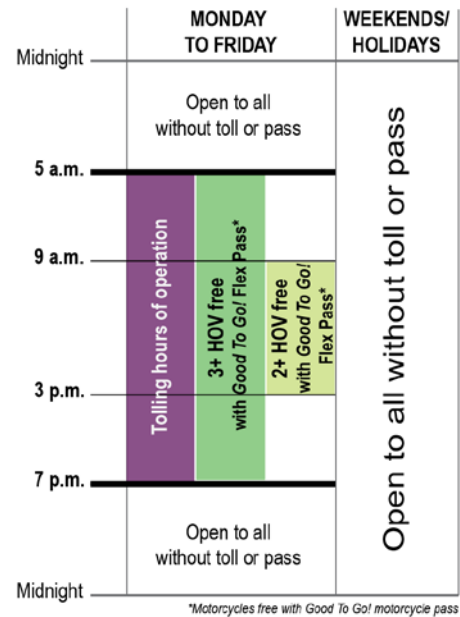 MONDAY
TO FRIDAY
WEEKENDS/
HOLIDAYS
Midnight
Open to all
without toll or pass
5 a.m.
9 a.m.
3 p.m.
7 p.m.
Tolling hours of operation
3+ HOV free
with Good To Go! Flex Pass*
2+ HOV free
with Good To Go!
Flex Pass*
Open to all without toll or pass
Open to all
without toll or pass
Midnight
*Motorcycles free with Good To Go! motorcycle pass